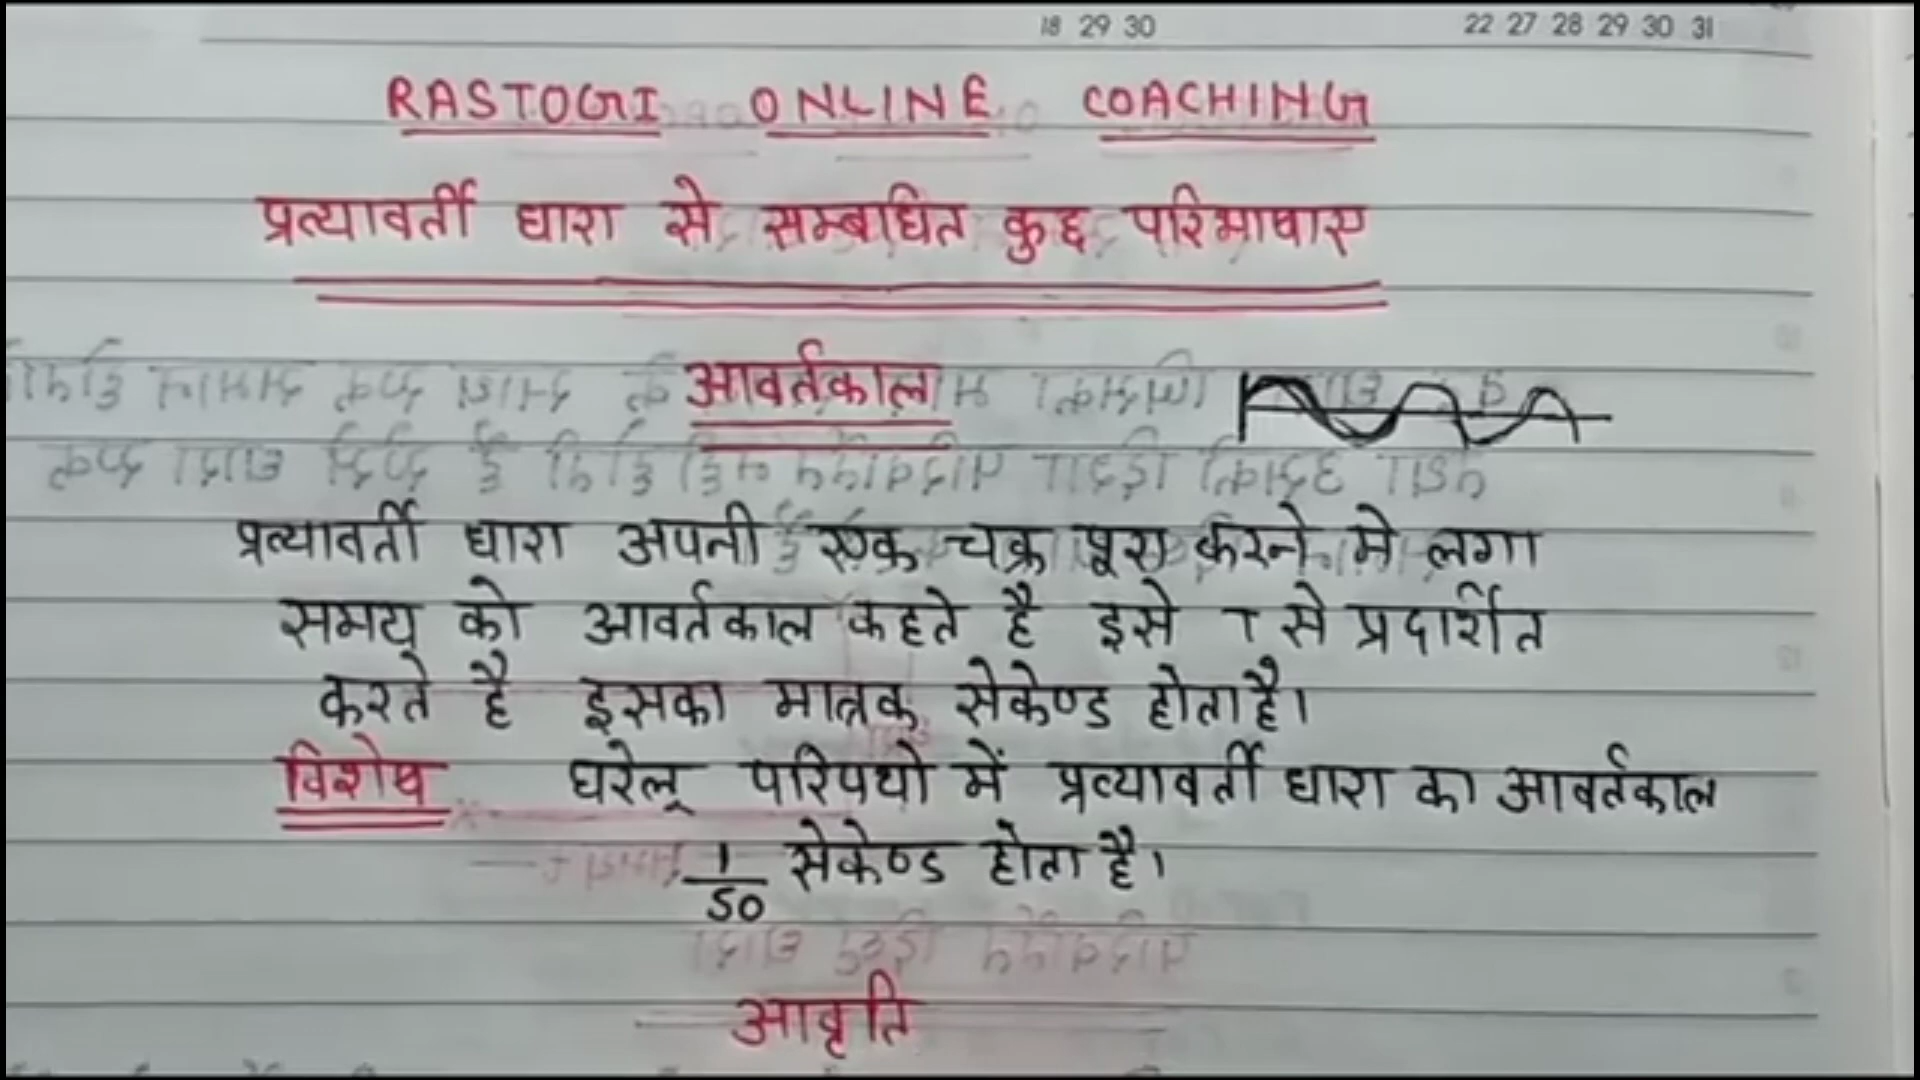 18 29 30 22 27 28 29 30 31
RASTOGI ONLINE COACHING
प्रत्यावर्ती धारा से सम्बधित कुछ परिभाषाए
आवर्तकाल
प्रत्यावर्ती धारा अपनी एक चक्र पूरा करने मे लगा
समय को आवर्तकाल कहते है इसे T से प्रदार्शित
करते है इसका मात्रक सेकेण्ड होता है।
विशेष घरेलू परिपथो में प्रत्यावर्ती धारा का आवर्तकाल
1/50 सेकेण्ड होता है।
आवृति